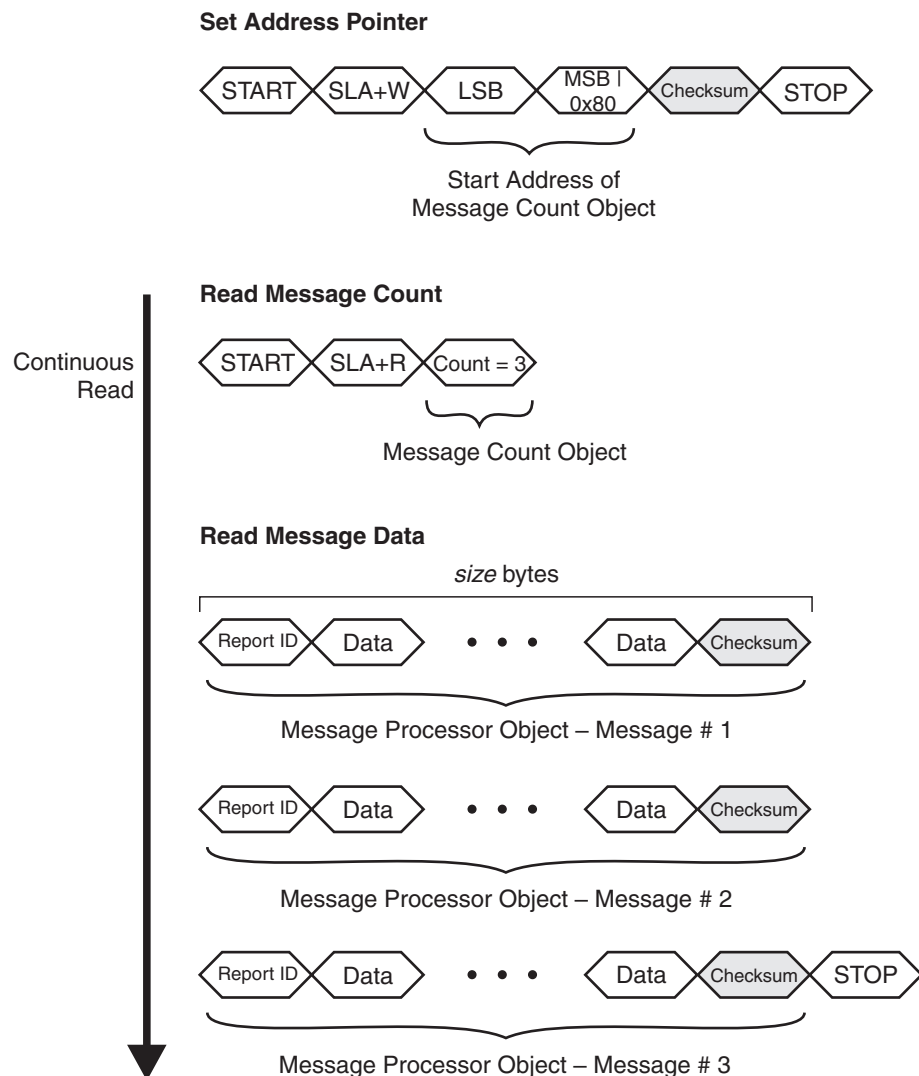 Set Address Pointer
START SLA+W LSB MSB | 0x80 Checksum STOP
Start Address of
Message Count Object
Read Message Count
Continuous
Read
START SLA+R Count = 3
Message Count Object
Read Message Data
size bytes
Report ID Data • • • Data Checksum
Message Processor Object – Message # 1
Report ID Data • • • Data Checksum
Message Processor Object – Message # 2
Report ID Data • • • Data Checksum STOP
Message Processor Object – Message # 3